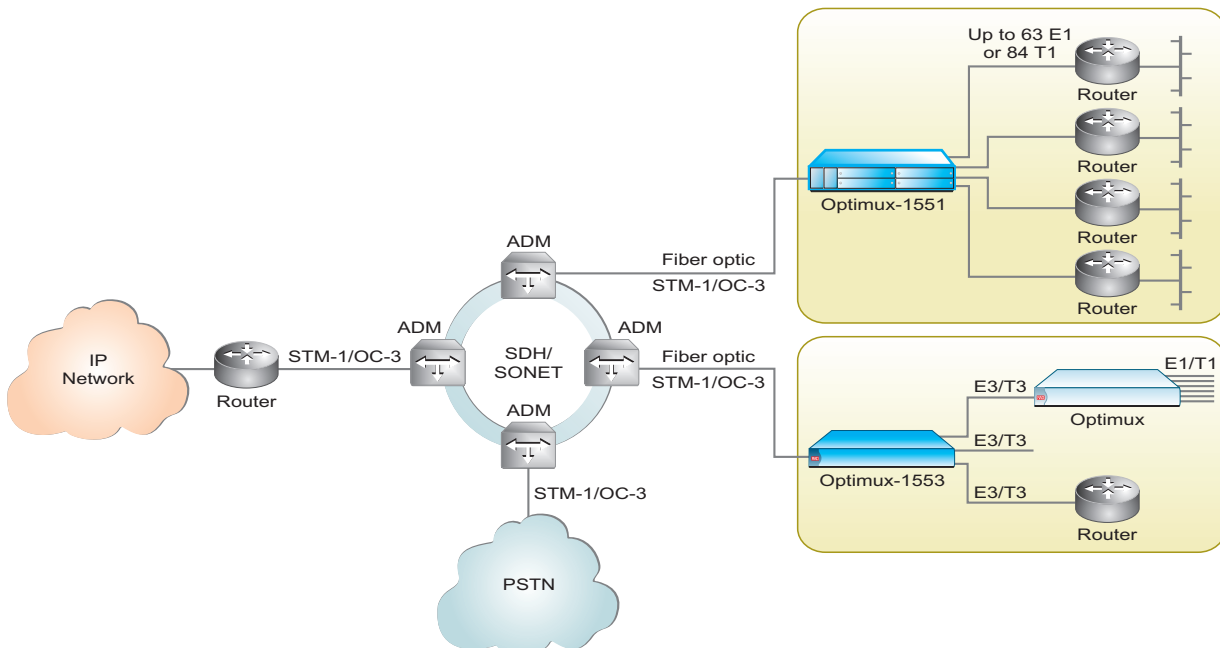 Up to 63 E1
or 84 T1
Router
Router
Router
Router
Optimux-1551
ADM
Fiber optic
STM-1/OC-3
IP
Network
Router
STM-1/OC-3
ADM
SDH/
SONET
ADM
Fiber optic
STM-1/OC-3
ADM
STM-1/OC-3
PSTN
E1/T1
E3/T3
Optimux
E3/T3
Optimux-1553
E3/T3
Router